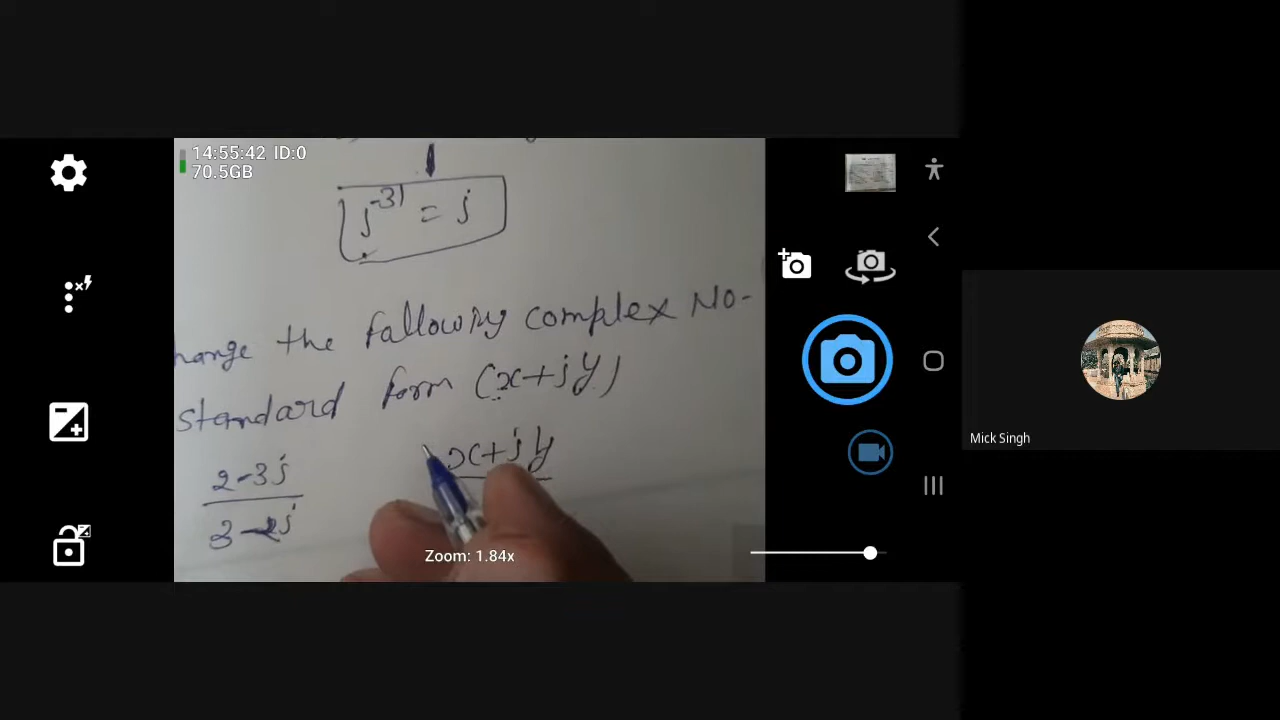 14:55:42 ID:0
70.5GB
j-31 = j
hange the following complex No-
standard form (x+jy)
x+jy
2-3j
3-2j
Zoom: 1.84x
Mick Singh